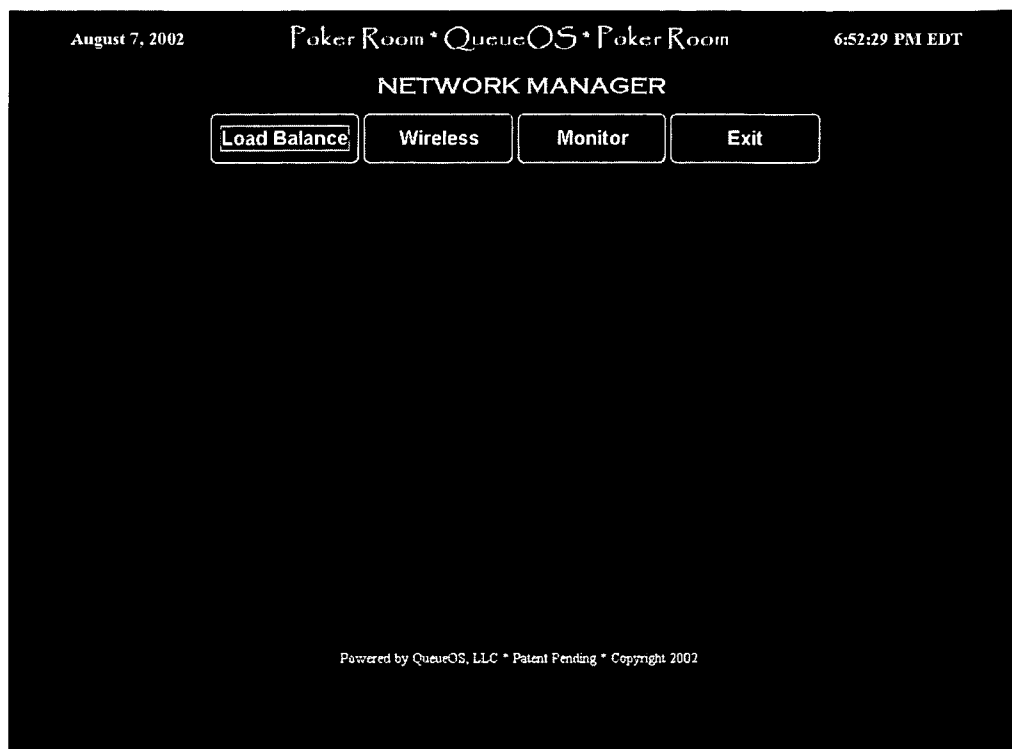 August 7, 2002 Poker Room * QueueOS * Poker Room 6:52:29 PM EDT
NETWORK MANAGER
Load Balance Wireless Monitor Exit
Powered by QueueOS, LLC * Patent Pending * Copyright 2002